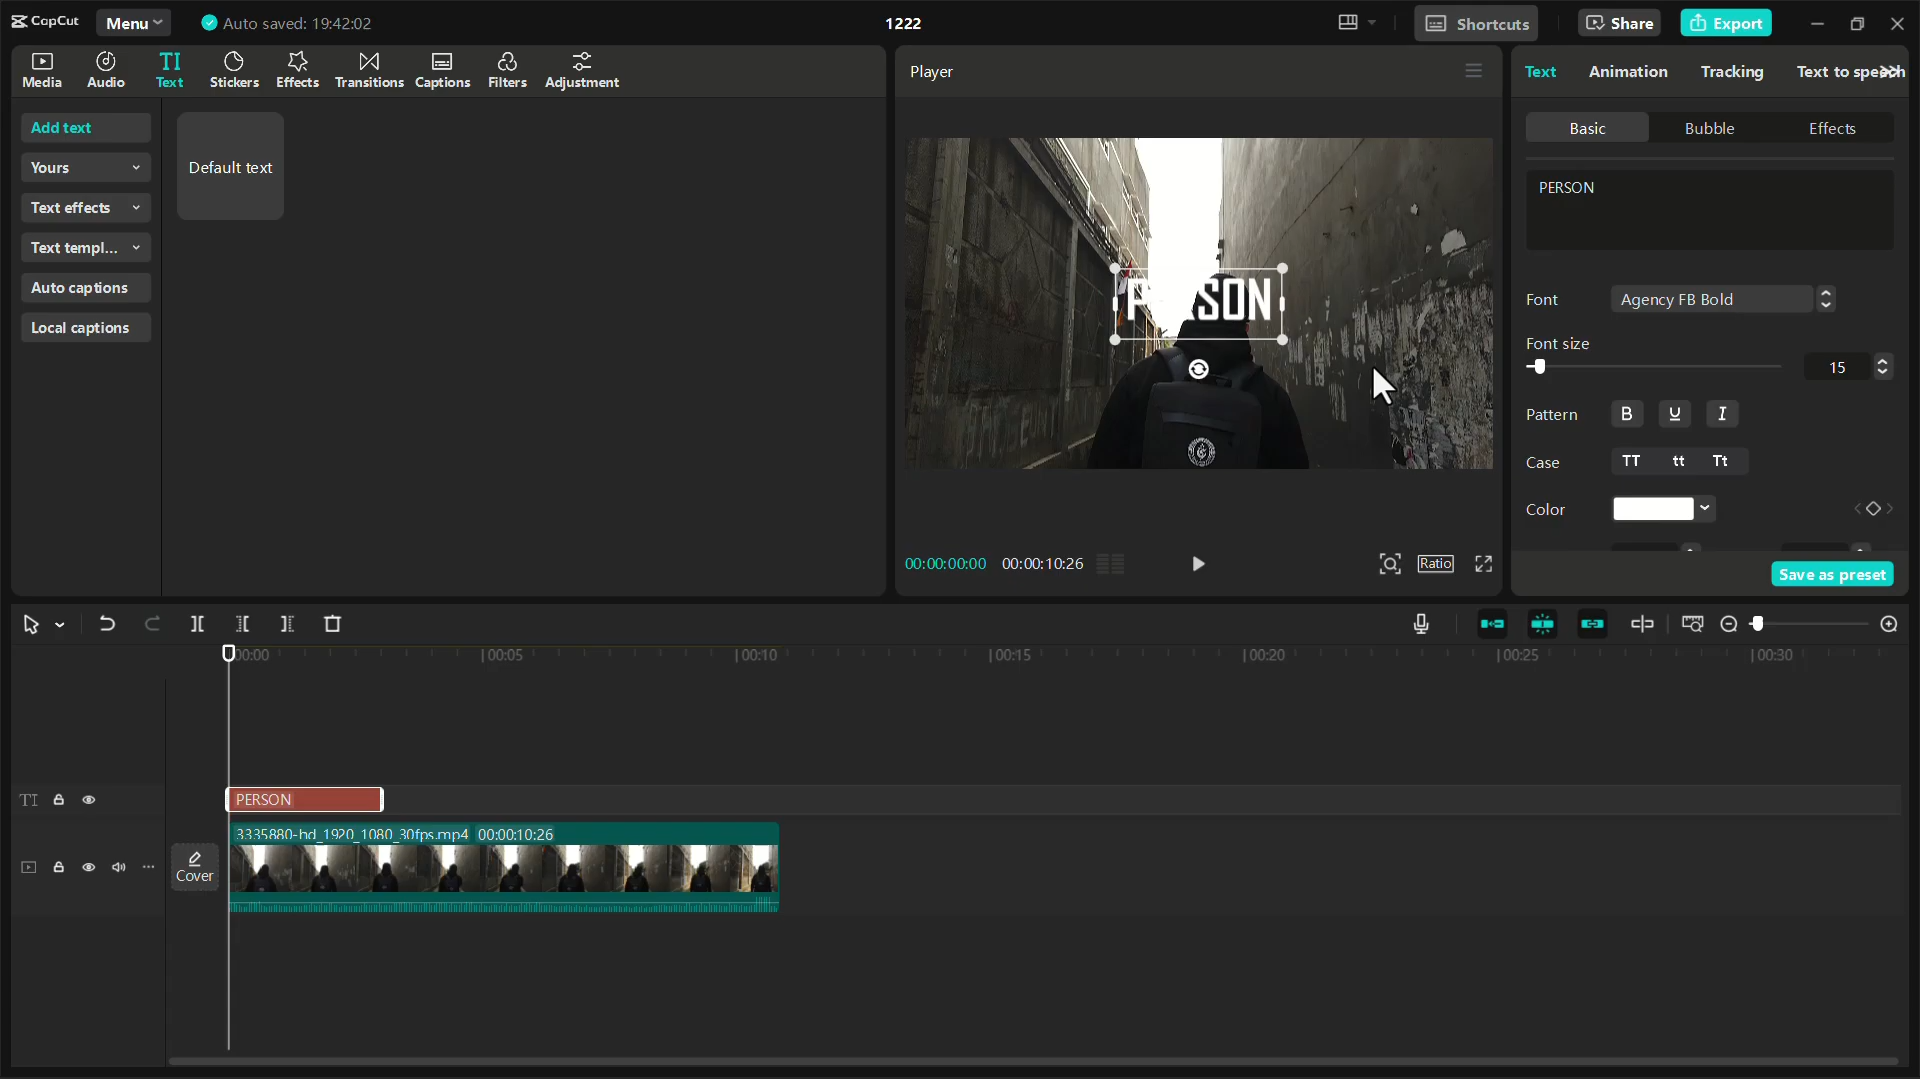 CapCut Menu Auto saved: 19:42:02 1222 Shortcuts Share Export
Media Audio Text Stickers Effects Transitions Captions Filters Adjustment
Add text
Yours
Text effects
Text templ...
Auto captions
Local captions
Default text
Player
PERSON
00:00:00:00 00:00:10:26
Ratio
Text Animation Tracking Text to speech
Basic Bubble Effects
PERSON
Font Agency FB Bold
Font size
15
Pattern B U I
Case TT tt Tt
Color
Save as preset
00:00 00:05 00:10 00:15 00:20 00:25 00:30
TI PERSON
3335880-hd_1920_1080_30fps.mp4 00:00:10:26
Cover